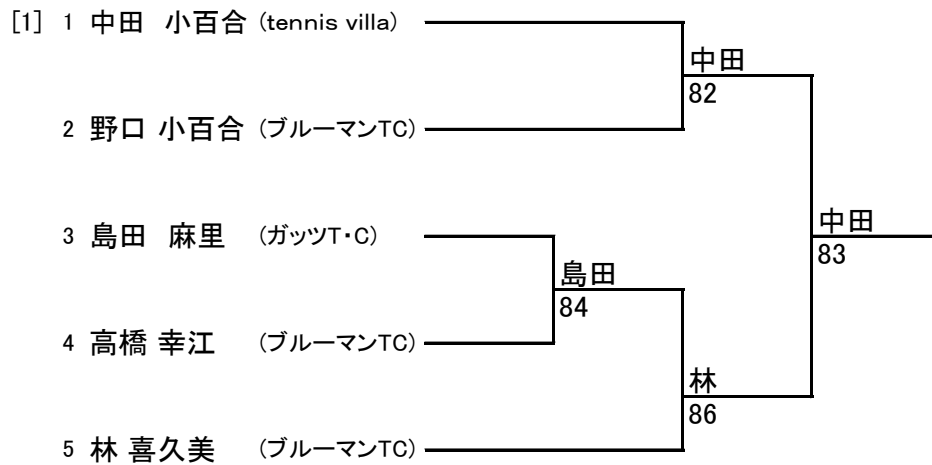 [1] 1 中田 小百合 (tennis villa)
中田
82
2 野口 小百合 (ブルーマンTC)
3 島田 麻里 (ガッツT・C)
中田
83
島田
84
4 高橋 幸江 (ブルーマンTC)
林
86
5 林 喜久美 (ブルーマンTC)